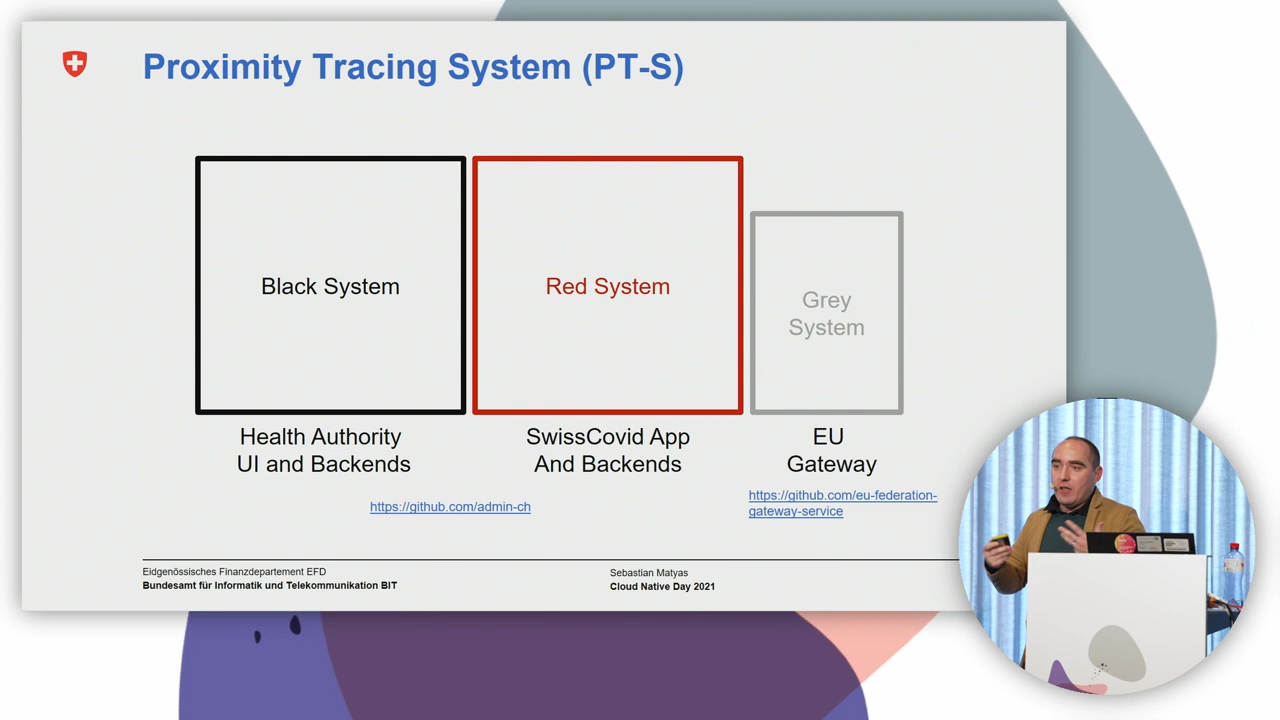 Proximity Tracing System (PT-S)
Black System
Red System
Grey
System
Health Authority
UI and Backends
SwissCovid App
And Backends
EU
Gateway
https://github.com/admin-ch
https://github.com/eu-federation-
gateway-service
Eidgenössisches Finanzdepartement EFD
Bundesamt für Informatik und Telekommunikation BIT
Sebastian Matyas
Cloud Native Day 2021